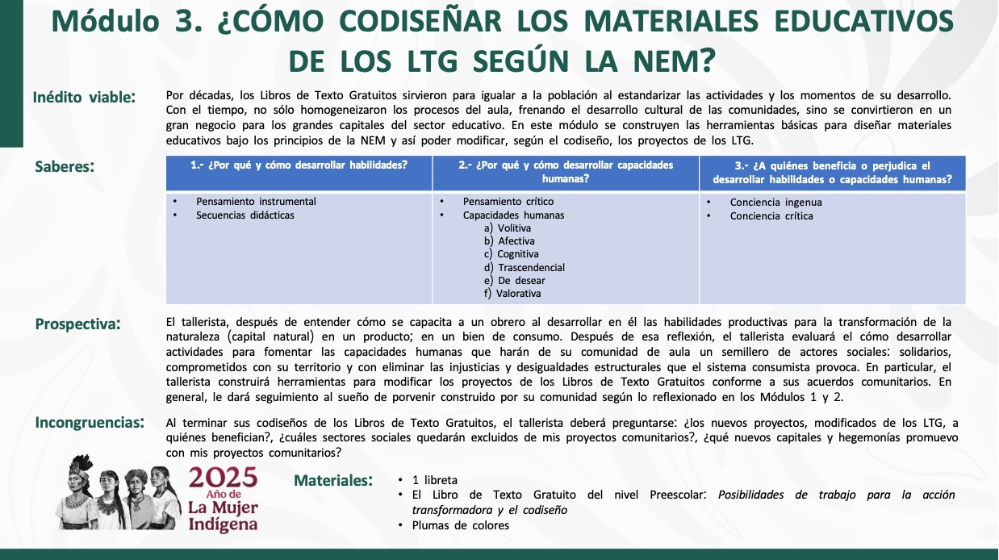 Módulo 3. ¿CÓMO CODISEÑAR LOS MATERIALES EDUCATIVOS
DE LOS LTG SEGÚN LA NEM?
Inédito viable:
Por décadas, los Libros de Texto Gratuitos sirvieron para igualar a la población al estandarizar las actividades y los momentos de su desarrollo.
Con el tiempo, no sólo homogeneizaron los procesos del aula, frenando el desarrollo cultural de las comunidades, sino se convirtieron en un
gran negocio para los grandes capitales del sector educativo. En este módulo se construyen las herramientas básicas para diseñar materiales
educativos bajo los principios de la NEM y así poder modificar, según el codiseño, los proyectos de los LTG.
Saberes:
1.- ¿Por qué y cómo desarrollar habilidades?
• Pensamiento instrumental
• Secuencias didácticas
2.- ¿Por qué y cómo desarrollar capacidades
humanas?
• Pensamiento crítico
• Capacidades humanas
a) Volitiva
b) Afectiva
c) Cognitiva
d) Trascendencial
e) De desear
f) Valorativa
3.- ¿A quiénes beneficia o perjudica el
desarrollar habilidades o capacidades humanas?
• Conciencia ingenua
• Conciencia crítica
Prospectiva:
El tallerista, después de entender cómo se capacita a un obrero al desarrollar en él las habilidades productivas para la transformación de la
naturaleza (capital natural) en un producto; en un bien de consumo. Después de esa reflexión, el tallerista evaluará el cómo desarrollar
actividades para fomentar las capacidades humanas que harán de su comunidad de aula un semillero de actores sociales: solidarios,
comprometidos con su territorio y con eliminar las injusticias y desigualdades estructurales que el sistema consumista provoca. En particular, el
tallerista construirá herramientas para modificar los proyectos de los Libros de Texto Gratuitos conforme a sus acuerdos comunitarios. En
general, le dará seguimiento al sueño de porvenir construido por su comunidad según lo reflexionado en los Módulos 1 y 2.
Incongruencias:
Al terminar sus codiseños de los Libros de Texto Gratuitos, el tallerista deberá preguntarse: ¿los nuevos proyectos, modificados de los LTG, a
quiénes benefician?, ¿cuáles sectores sociales quedarán excluidos de mis proyectos comunitarios?, ¿qué nuevos capitales y hegemonías promuevo
con mis proyectos comunitarios?
2025
Año de
La Mujer
Indígena
Materiales:
• 1 libreta
• El Libro de Texto Gratuito del nivel Preescolar: Posibilidades de trabajo para la acción
transformadora y el codiseño
• Plumas de colores